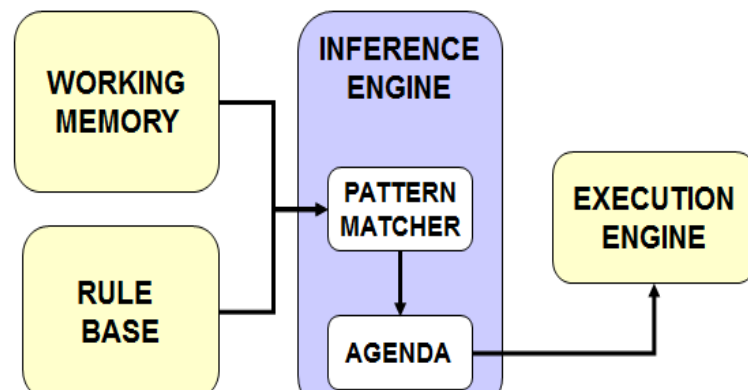 WORKING
MEMORY
RULE
BASE
INFERENCE
ENGINE
PATTERN
MATCHER
AGENDA
EXECUTION
ENGINE